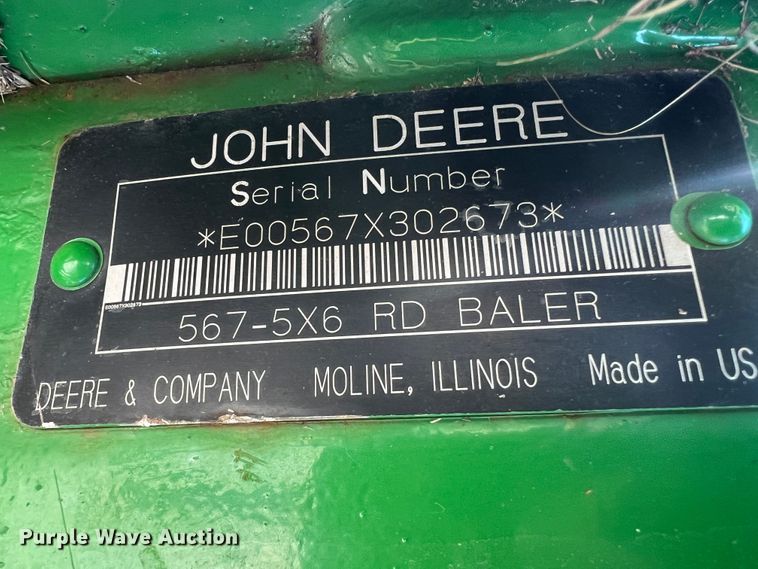 JOHN DEERE
Serial Number
*E00567X302673*
E00567X302673
567-5X6 RD BALER
DEERE & COMPANY MOLINE, ILLINOIS Made in US
Purple Wave Auction